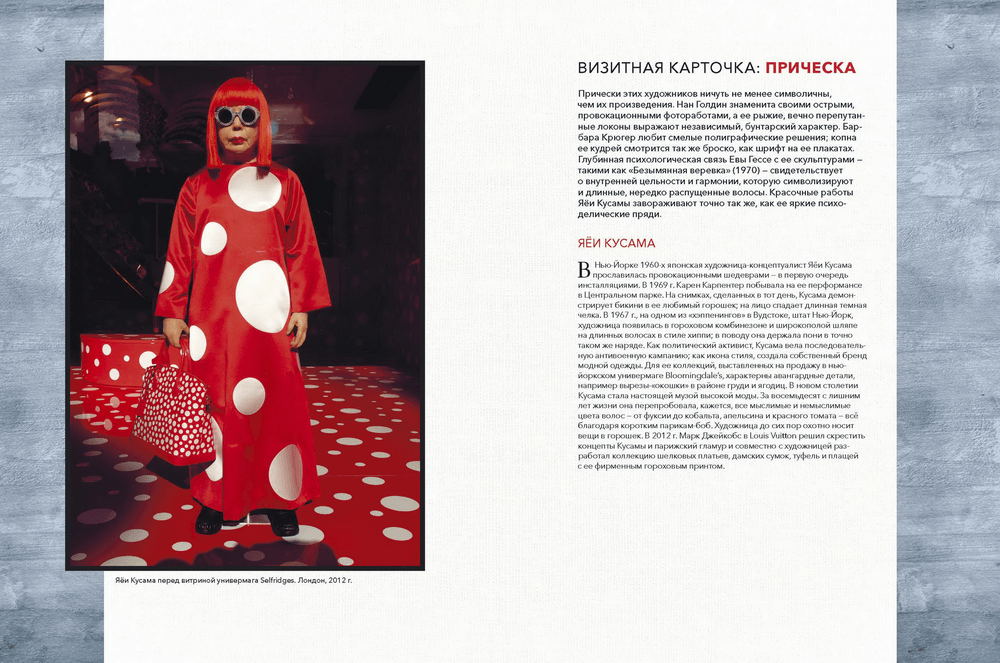 ВИЗИТНАЯ КАРТОЧКА: ПРИЧЕСКА
Прически этих художников ничуть не менее символичны,
чем их произведения. Нан Голдин знаменита своими острыми,
провокационными фотоработами, а ее рыжие, вечно перепутан-
ные локоны выражают независимый, бунтарский характер. Бар-
бара Крюгер любит смелые полиграфические решения; копна
ее кудрей смотрится так же броско, как шрифт на ее плакатах.
Глубинная психологическая связь Евы Гессе с ее скульптурами —
такими как «Безымянная веревка» (1970) — свидетельствует
о внутренней цельности и гармонии, которую символизируют
и длинные, нередко распущенные волосы. Красочные работы
Яёи Кусамы завораживают точно так же, как ее яркие психо-
делические пряди.
ЯЁИ КУСАМА
В Нью-Йорке 1960-х японская художница-концептуалист Яёи Кусама
прославилась провокационными шедеврами — в первую очередь
инсталляциями. В 1969 г. Карен Карпентер побывала на ее перформансе
в Центральном парке. На снимках, сделанных в тот день, Кусама демон-
стрирует бикини в ее любимый горошек; на лицо спадает длинная темная
челка. В 1967 г., на одном из «хэппенингов» в Вудстоке, штат Нью-Йорк,
художница появилась в гороховом комбинезоне и широкополой шляпе
на длинных волосах в стиле хиппи; в поводу она держала пони в точно
таком же наряде. Как политический активист, Кусама вела последователь-
ную антивоенную кампанию; как икона стиля, создала собственный бренд
модной одежды. Для ее коллекций, выставленных на продажу в нью-
йоркском универмаге Bloomingdale's, характерны авангардные детали,
например вырезы-«окошки» в районе груди и ягодиц. В новом столетии
Кусама стала настоящей музой высокой моды. За восемьдесят с лишним
лет жизни она перепробовала, кажется, все мыслимые и немыслимые
цвета волос — от фуксии до кобальта, апельсина и красного томата — всё
благодаря коротким парикам-боб. Художница до сих пор охотно носит
вещи в горошек. В 2012 г. Марк Джейкобс в Louis Vuitton решил скрестить
концепты Кусамы и парижский гламур и совместно с художницей раз-
работал коллекцию шелковых платьев, дамских сумок, туфель и плащей
с ее фирменным гороховым принтом.
Яёи Кусама перед витриной универмага Selfridges. Лондон, 2012 г.